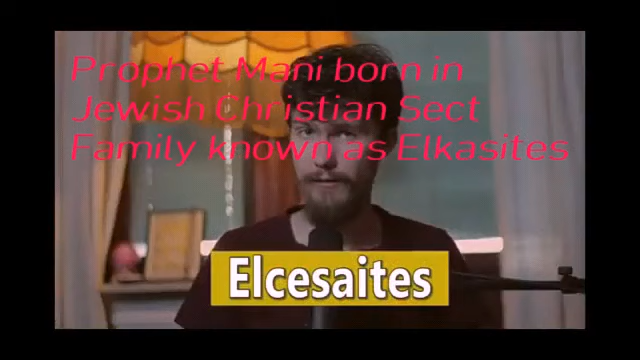 Prophet Mani born in
Jewish Christian Sect
Family known as Elkasites
Elcesaites